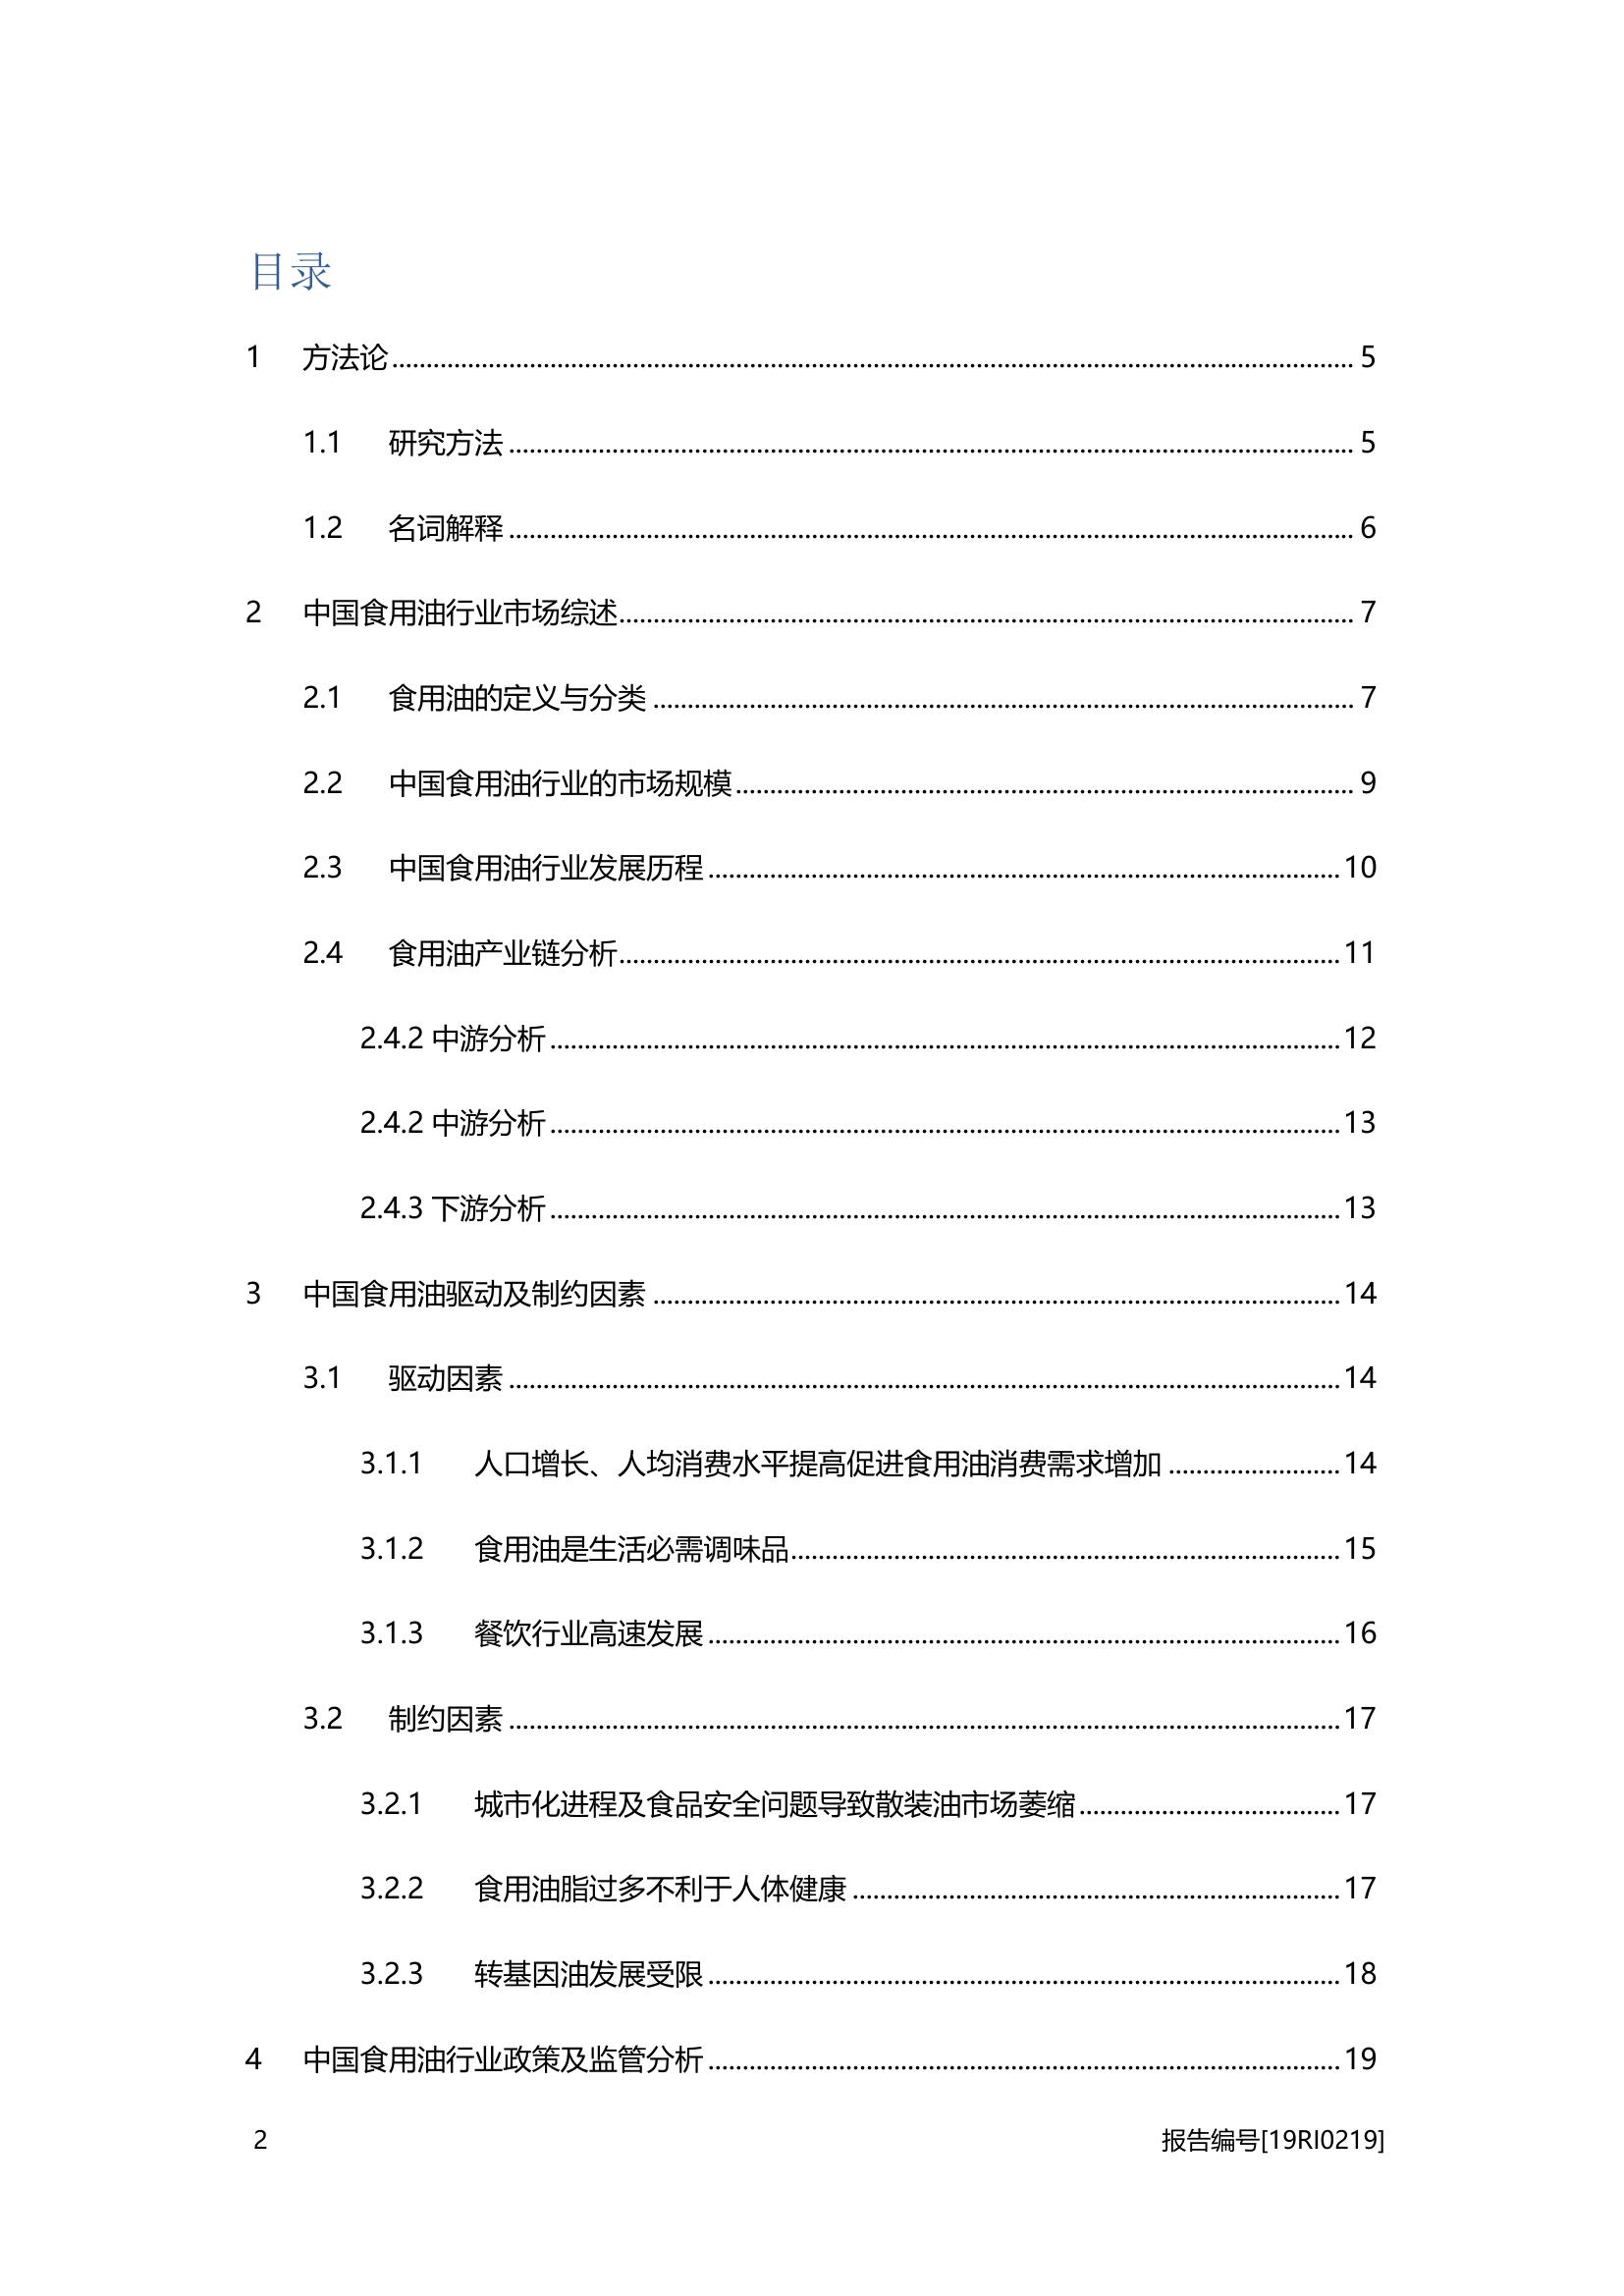 目录
1 方法论 5
1.1 研究方法 5
1.2 名词解释 6
2 中国食用油行业市场综述 7
2.1 食用油的定义与分类 7
2.2 中国食用油行业的市场规模 9
2.3 中国食用油行业发展历程 10
2.4 食用油产业链分析 11
2.4.2 中游分析 12
2.4.2 中游分析 13
2.4.3 下游分析 13
3 中国食用油驱动及制约因素 14
3.1 驱动因素 14
3.1.1 人口增长、人均消费水平提高促进食用油消费需求增加 14
3.1.2 食用油是生活必需调味品 15
3.1.3 餐饮行业高速发展 16
3.2 制约因素 17
3.2.1 城市化进程及食品安全问题导致散装油市场萎缩 17
3.2.2 食用油脂过多不利于人体健康 17
3.2.3 转基因油发展受限 18
4 中国食用油行业政策及监管分析 19
2 报告编号[19RI0219]